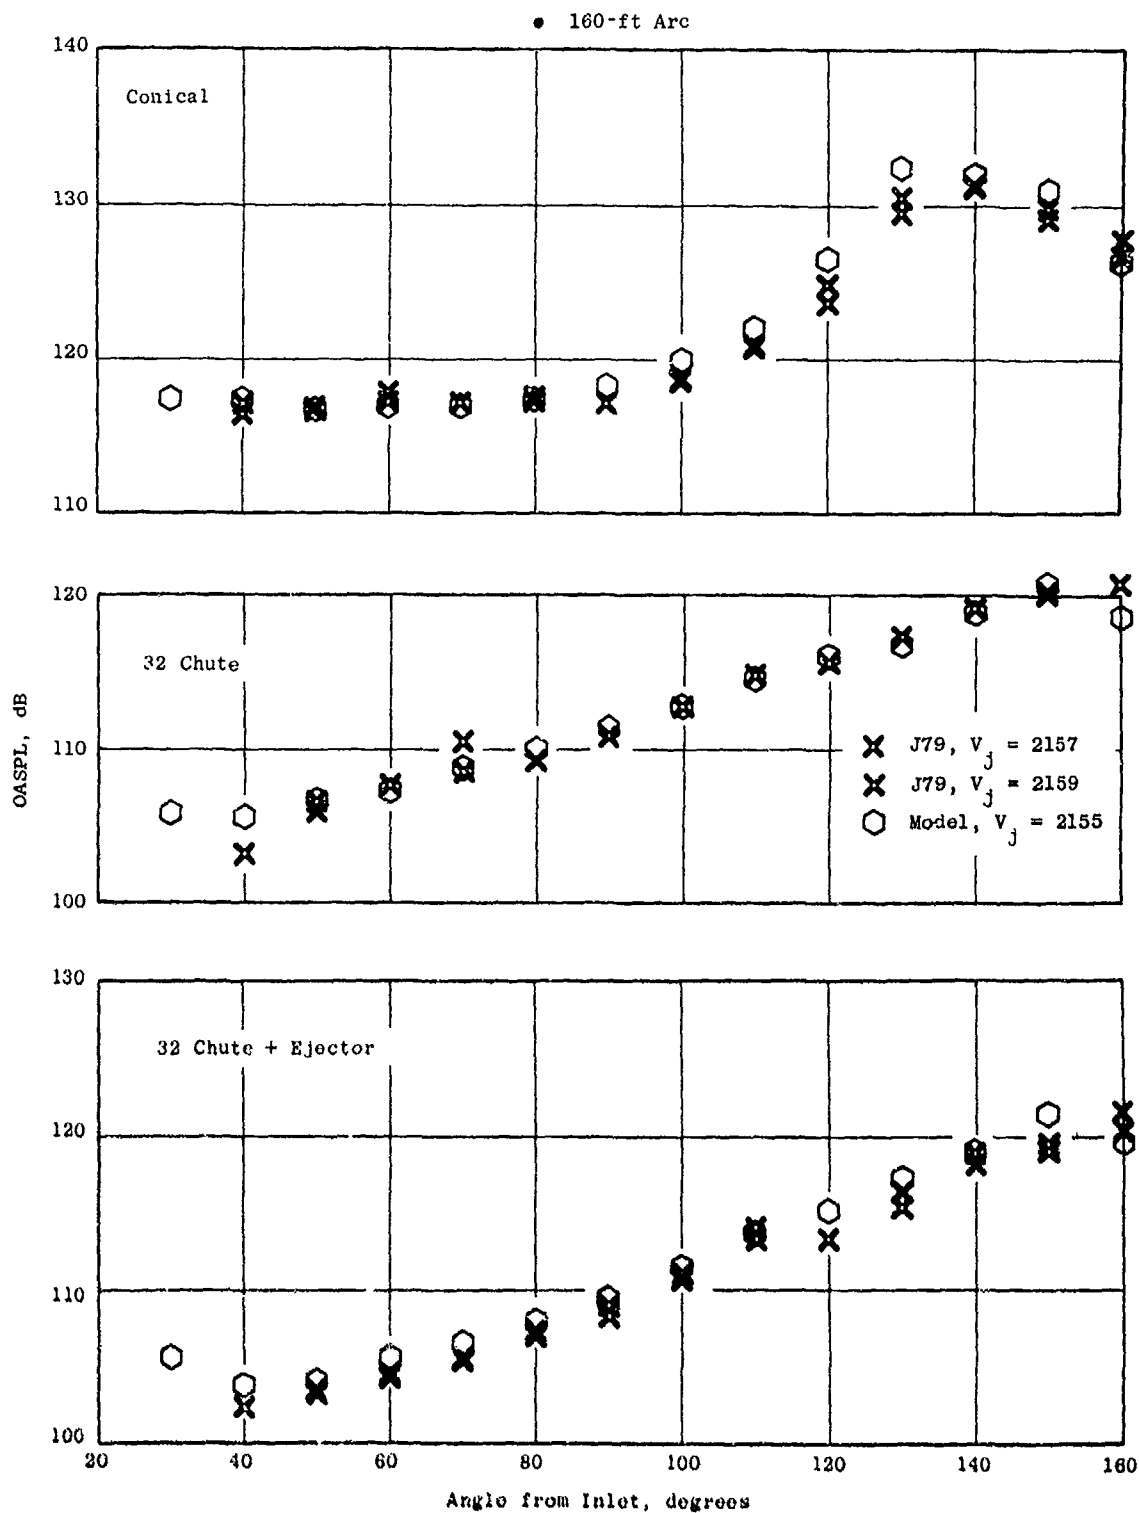 • 160-ft Arc
140
Conical
130
120
110
120
32 Chute
110
J79, Vj = 2157
J79, Vj = 2159
Model, Vj = 2155
100
OASPL, dB
130
32 Chute + Ejector
120
110
100
20 40 60 80 100 120 140 160
Angle from Inlet, degrees